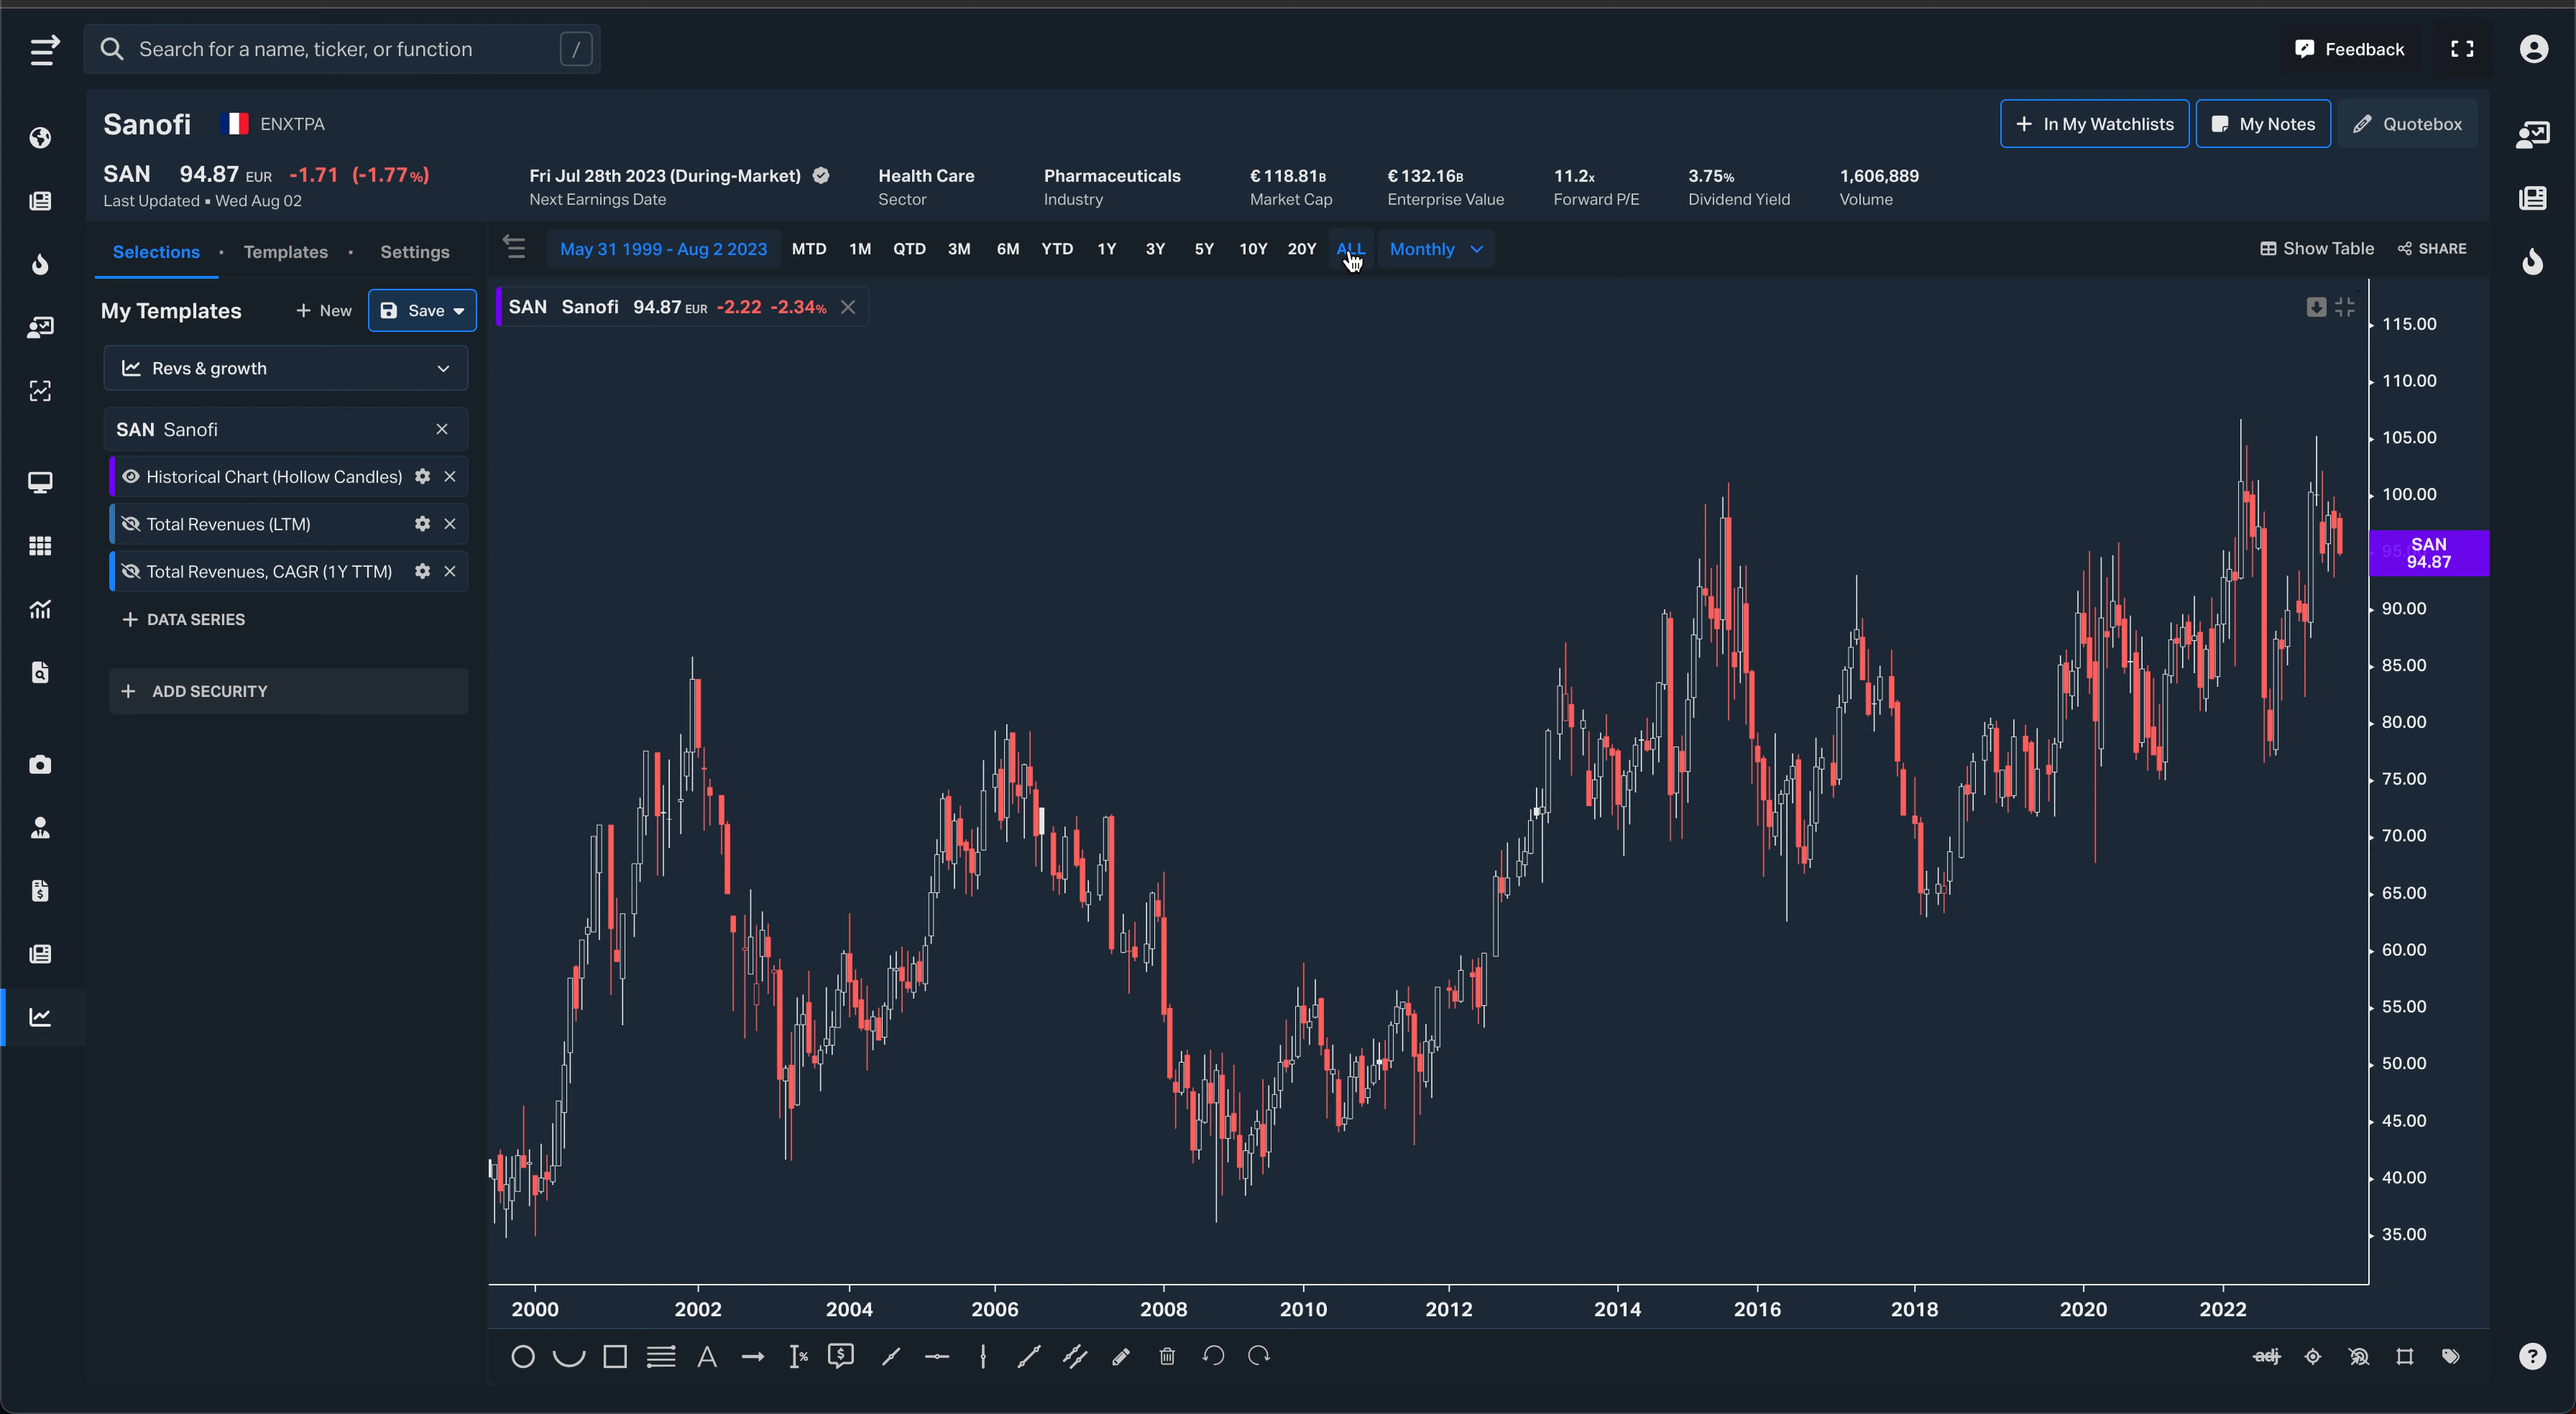 Search for a name, ticker, or function /
Feedback
Sanofi ENXTPA
+ In My Watchlists My Notes Quotebox
SAN 94.87 EUR -1.71 (-1.77%)
Last Updated ▪ Wed Aug 02
Fri Jul 28th 2023 (During-Market)
Next Earnings Date
Health Care
Sector
Pharmaceuticals
Industry
€118.81B
Market Cap
€132.16B
Enterprise Value
11.2x
Forward P/E
3.75%
Dividend Yield
1,606,889
Volume
Selections · Templates · Settings
May 31 1999 - Aug 2 2023 MTD 1M QTD 3M 6M YTD 1Y 3Y 5Y 10Y 20Y ALL Monthly
Show Table SHARE
My Templates + New Save
Revs & growth
SAN Sanofi
Historical Chart (Hollow Candles)
Total Revenues (LTM)
Total Revenues, CAGR (1Y TTM)
+ DATA SERIES
+ ADD SECURITY
SAN Sanofi 94.87 EUR -2.22 -2.34%
115.00
110.00
105.00
100.00
SAN
94.87
90.00
85.00
80.00
75.00
70.00
65.00
60.00
55.00
50.00
45.00
40.00
35.00
2000 2002 2004 2006 2008 2010 2012 2014 2016 2018 2020 2022
A % $
adj
?